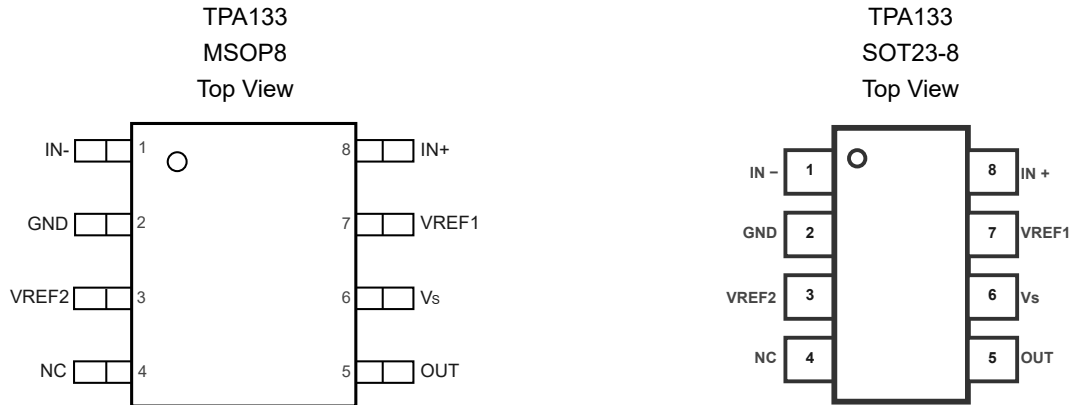 TPA133
MSOP8
Top View
IN- 1 8 IN+
GND 2 7 VREF1
VREF2 3 6 Vs
NC 4 5 OUT
TPA133
SOT23-8
Top View
IN – 1 8 IN +
GND 2 7 VREF1
VREF2 3 6 Vs
NC 4 5 OUT